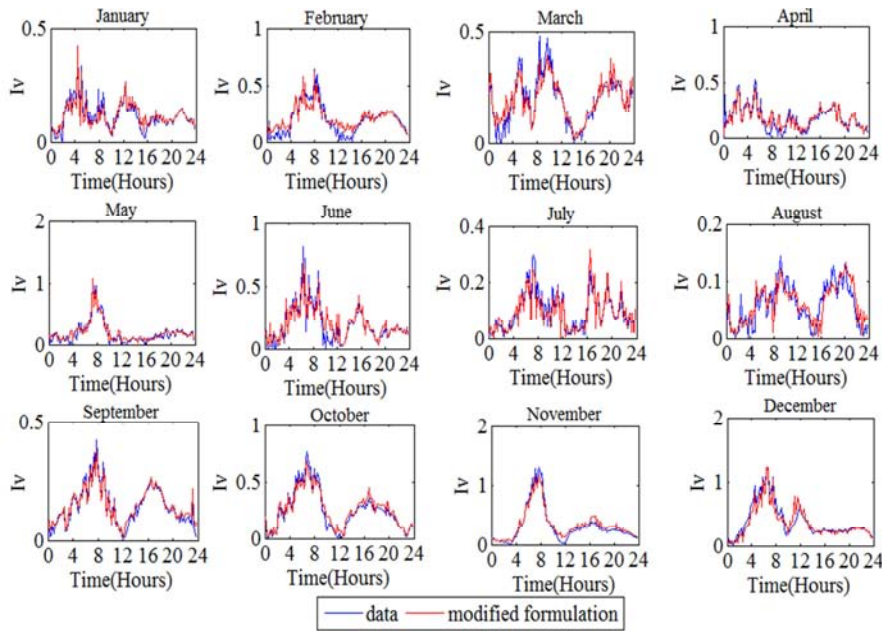 January February March April
0.5 1 0.5 1
Iv Iv Iv Iv
0.5 0.5
0 0 0 0
0 4 8 12 16 20 24 0 4 8 12 16 20 24 0 4 8 12 16 20 24 0 4 8 12 16 20 24
Time(Hours) Time(Hours) Time(Hours) Time(Hours)
May June July August
2 1 0.4 0.2
Iv Iv Iv Iv
1 0.5 0.2 0.1
0 0 0 0
0 4 8 12 16 20 24 0 4 8 12 16 20 24 0 4 8 12 16 20 24 0 4 8 12 16 20 24
Time(Hours) Time(Hours) Time(Hours) Time(Hours)
September October November December
0.5 1 2 2
Iv Iv Iv Iv
0.5 1 1
0 0 0 0
0 4 8 12 16 20 24 0 4 8 12 16 20 24 0 4 8 12 16 20 24 0 4 8 12 16 20 24
Time(Hours) Time(Hours) Time(Hours) Time(Hours)
data modified formulation